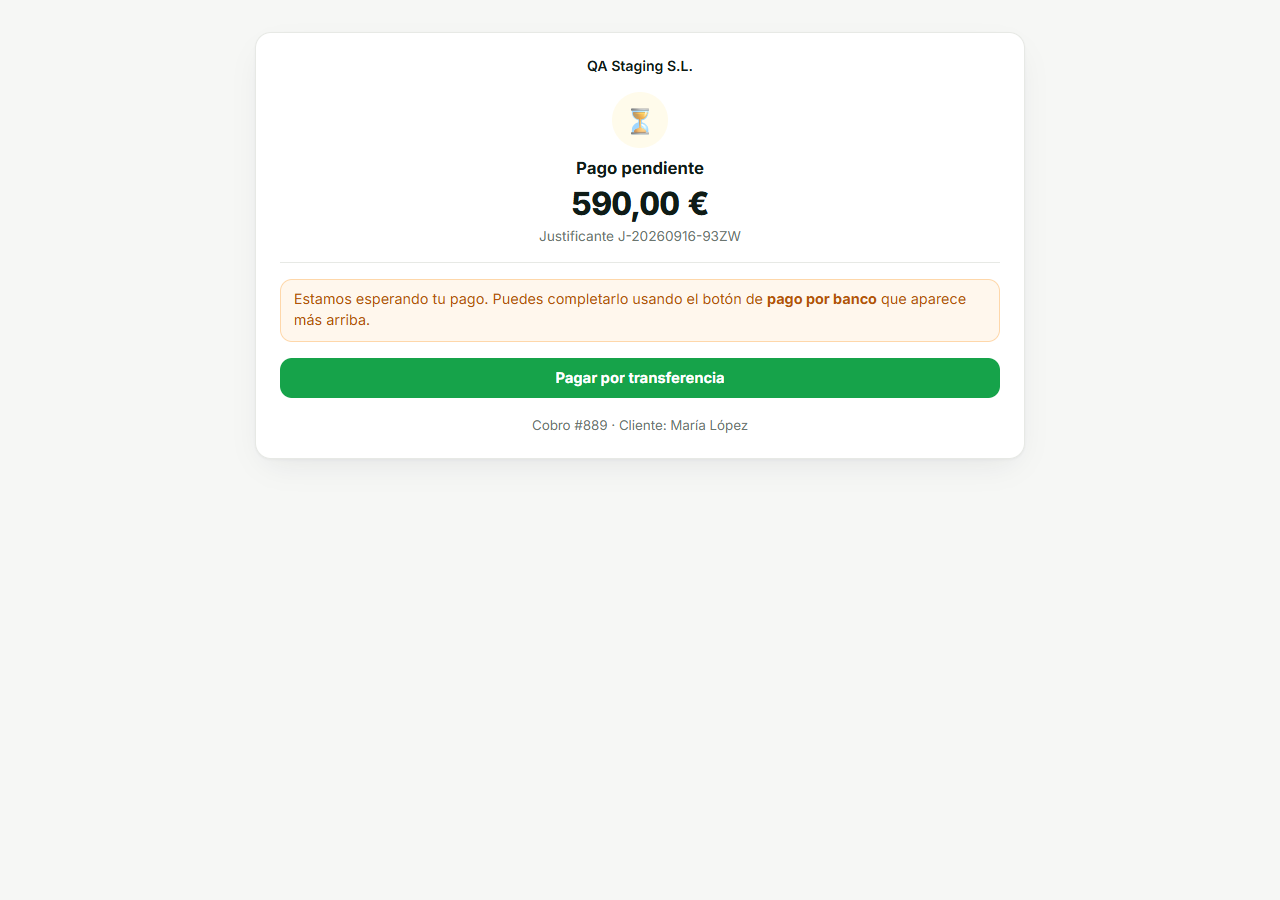 QA Staging S.L.
Pago pendiente
590,00 €
Justificante J-20260916-93ZW
Estamos esperando tu pago. Puedes completarlo usando el botón de pago por banco que aparece
más arriba.
Pagar por transferencia
Cobro #889 · Cliente: María López